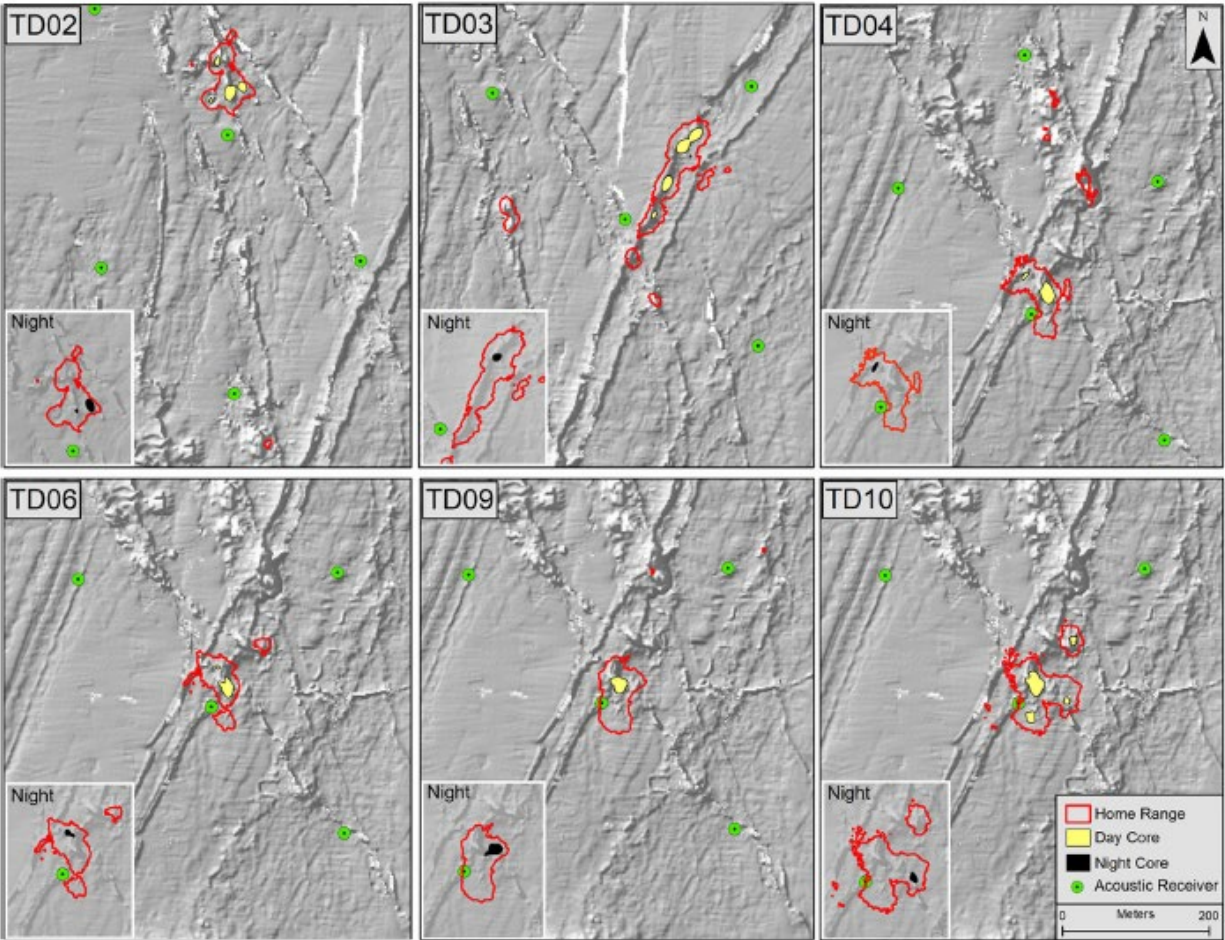 TD02
TD03
TD04
N
Night
Night
Night
TD06
TD09
TD10
Night
Night
Night
Home Range
Day Core
Night Core
Acoustic Receiver
0 Meters 200